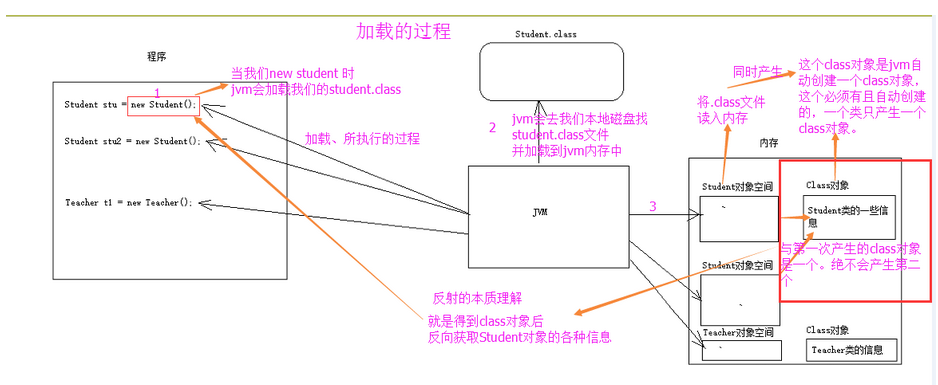 加载的过程
Student.class
程序
当我们new student 时
jvm会加载我们的student.class
1
Student stu = new Student();
Student stu2 = new Student();
Teacher t1 = new Teacher();
加载、所执行的过程
2
jvm会去我们本地磁盘找
student.class文件
并加载到jvm内存中
JVM
3
同时产生
将.class文件
读入内存
这个class对象是jvm自
动创建一个class对象,
这个必须有且自动创建
的,一个类只产生一个
class对象。
内存
Student对象空间
Class对象
Student类的一些信
息
与第一次产生的class对象
是一个。绝不会产生第二
个
Student对象空间
Teacher对象空间
Class对象
Teacher类的信息
反射的本质理解
就是得到class对象后
反向获取Student对象的各种信息